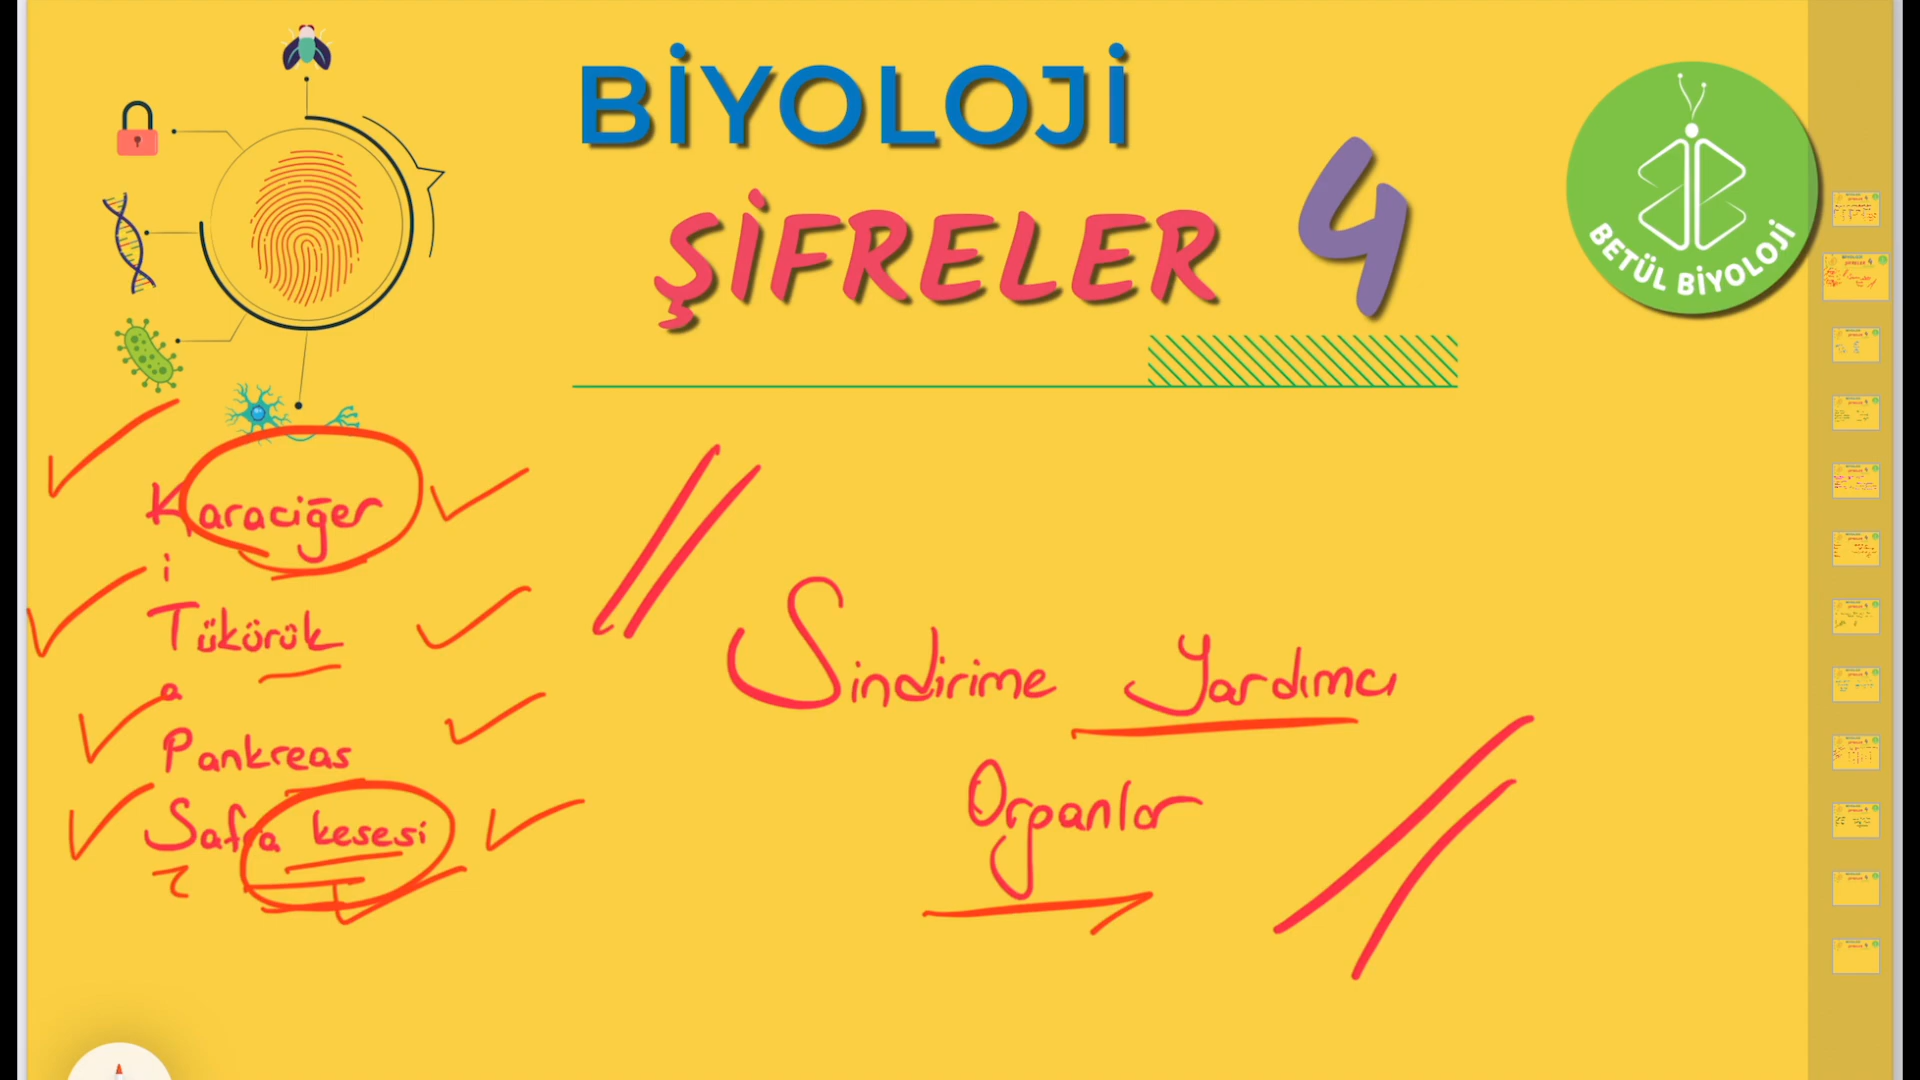 BİYOLOJİ
ŞİFRELER 4
BETÜL BİYOLOJİ
Karaciğer
i
Tükürük
a
Pankreas
Safra kesesi
Sindirime Yardımcı
Organlar